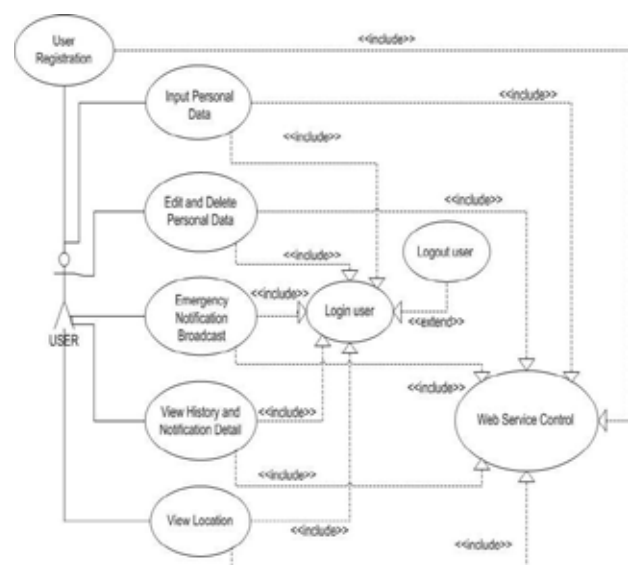 User
Registration
<<include>>
Input Personal
Data
<<include>>
<<include>>
Edit and Delete
Personal Data
<<include>>
Logout user
<<include>>
Emergency
Notification
Broadcast
<<include>>
Login user
<<extend>>
USER
<<include>>
View History and
Notification Detail
<<include>>
Web Service Control
<<include>>
View Location
<<include>>
<<include>>